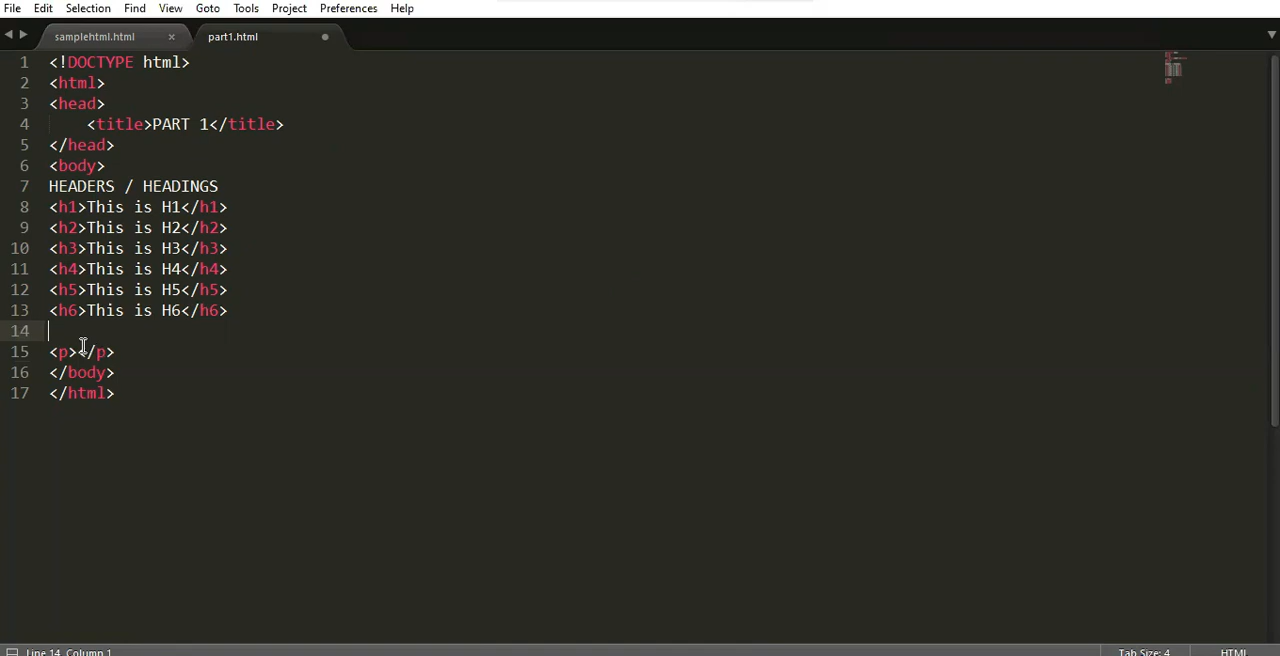 File Edit Selection Find View Goto Tools Project Preferences Help
samplehtml.html × part1.html
1 <!DOCTYPE html>
2 <html>
3 <head>
4 <title>PART 1</title>
5 </head>
6 <body>
7 HEADERS / HEADINGS
8 <h1>This is H1</h1>
9 <h2>This is H2</h2>
10 <h3>This is H3</h3>
11 <h4>This is H4</h4>
12 <h5>This is H5</h5>
13 <h6>This is H6</h6>
14
15 <p></p>
16 </body>
17 </html>
Line 14, Column 1 Tab Size: 4 HTML